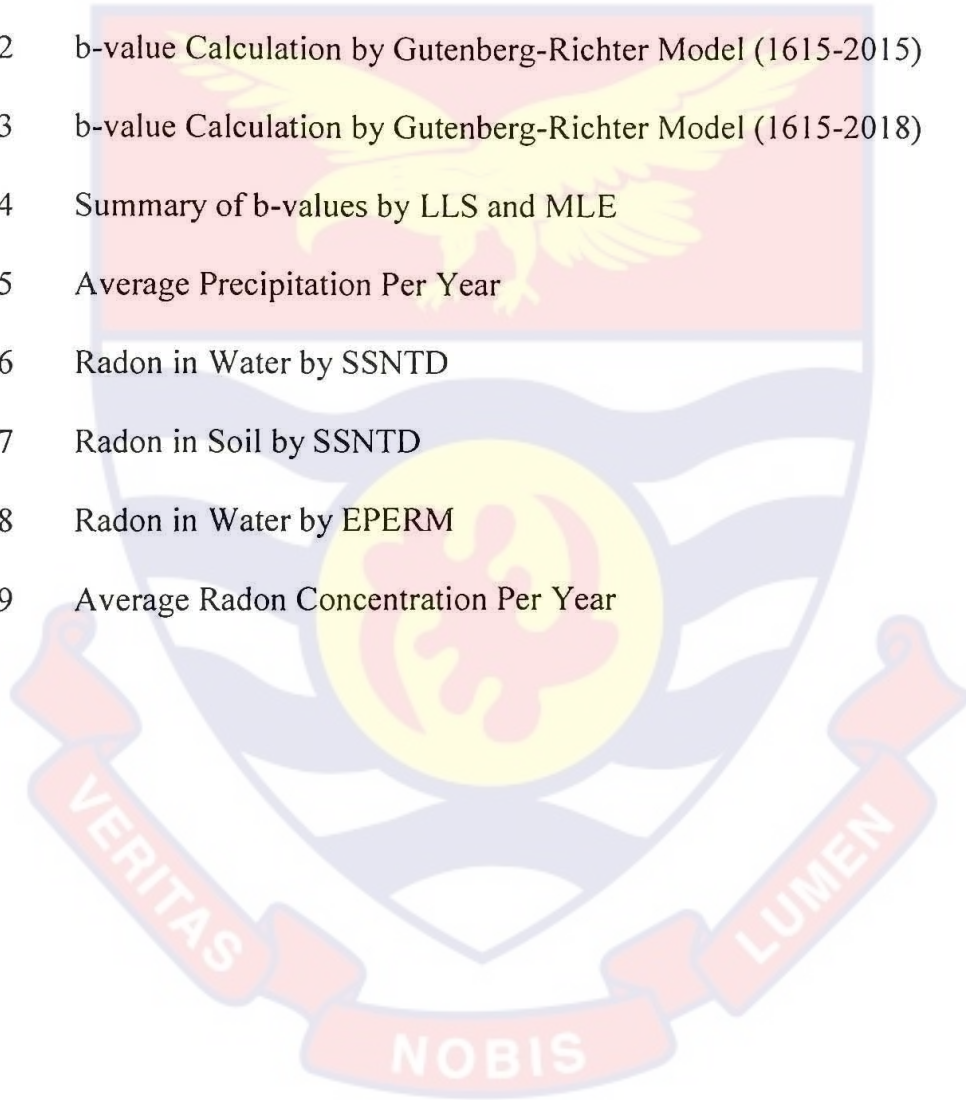 2 b-value Calculation by Gutenberg-Richter Model (1615-2015)
3 b-value Calculation by Gutenberg-Richter Model (1615-2018)
4 Summary of b-values by LLS and MLE
5 Average Precipitation Per Year
6 Radon in Water by SSNTD
7 Radon in Soil by SSNTD
8 Radon in Water by EPERM
9 Average Radon Concentration Per Year
VERITAS
NOBIS
LUMEN